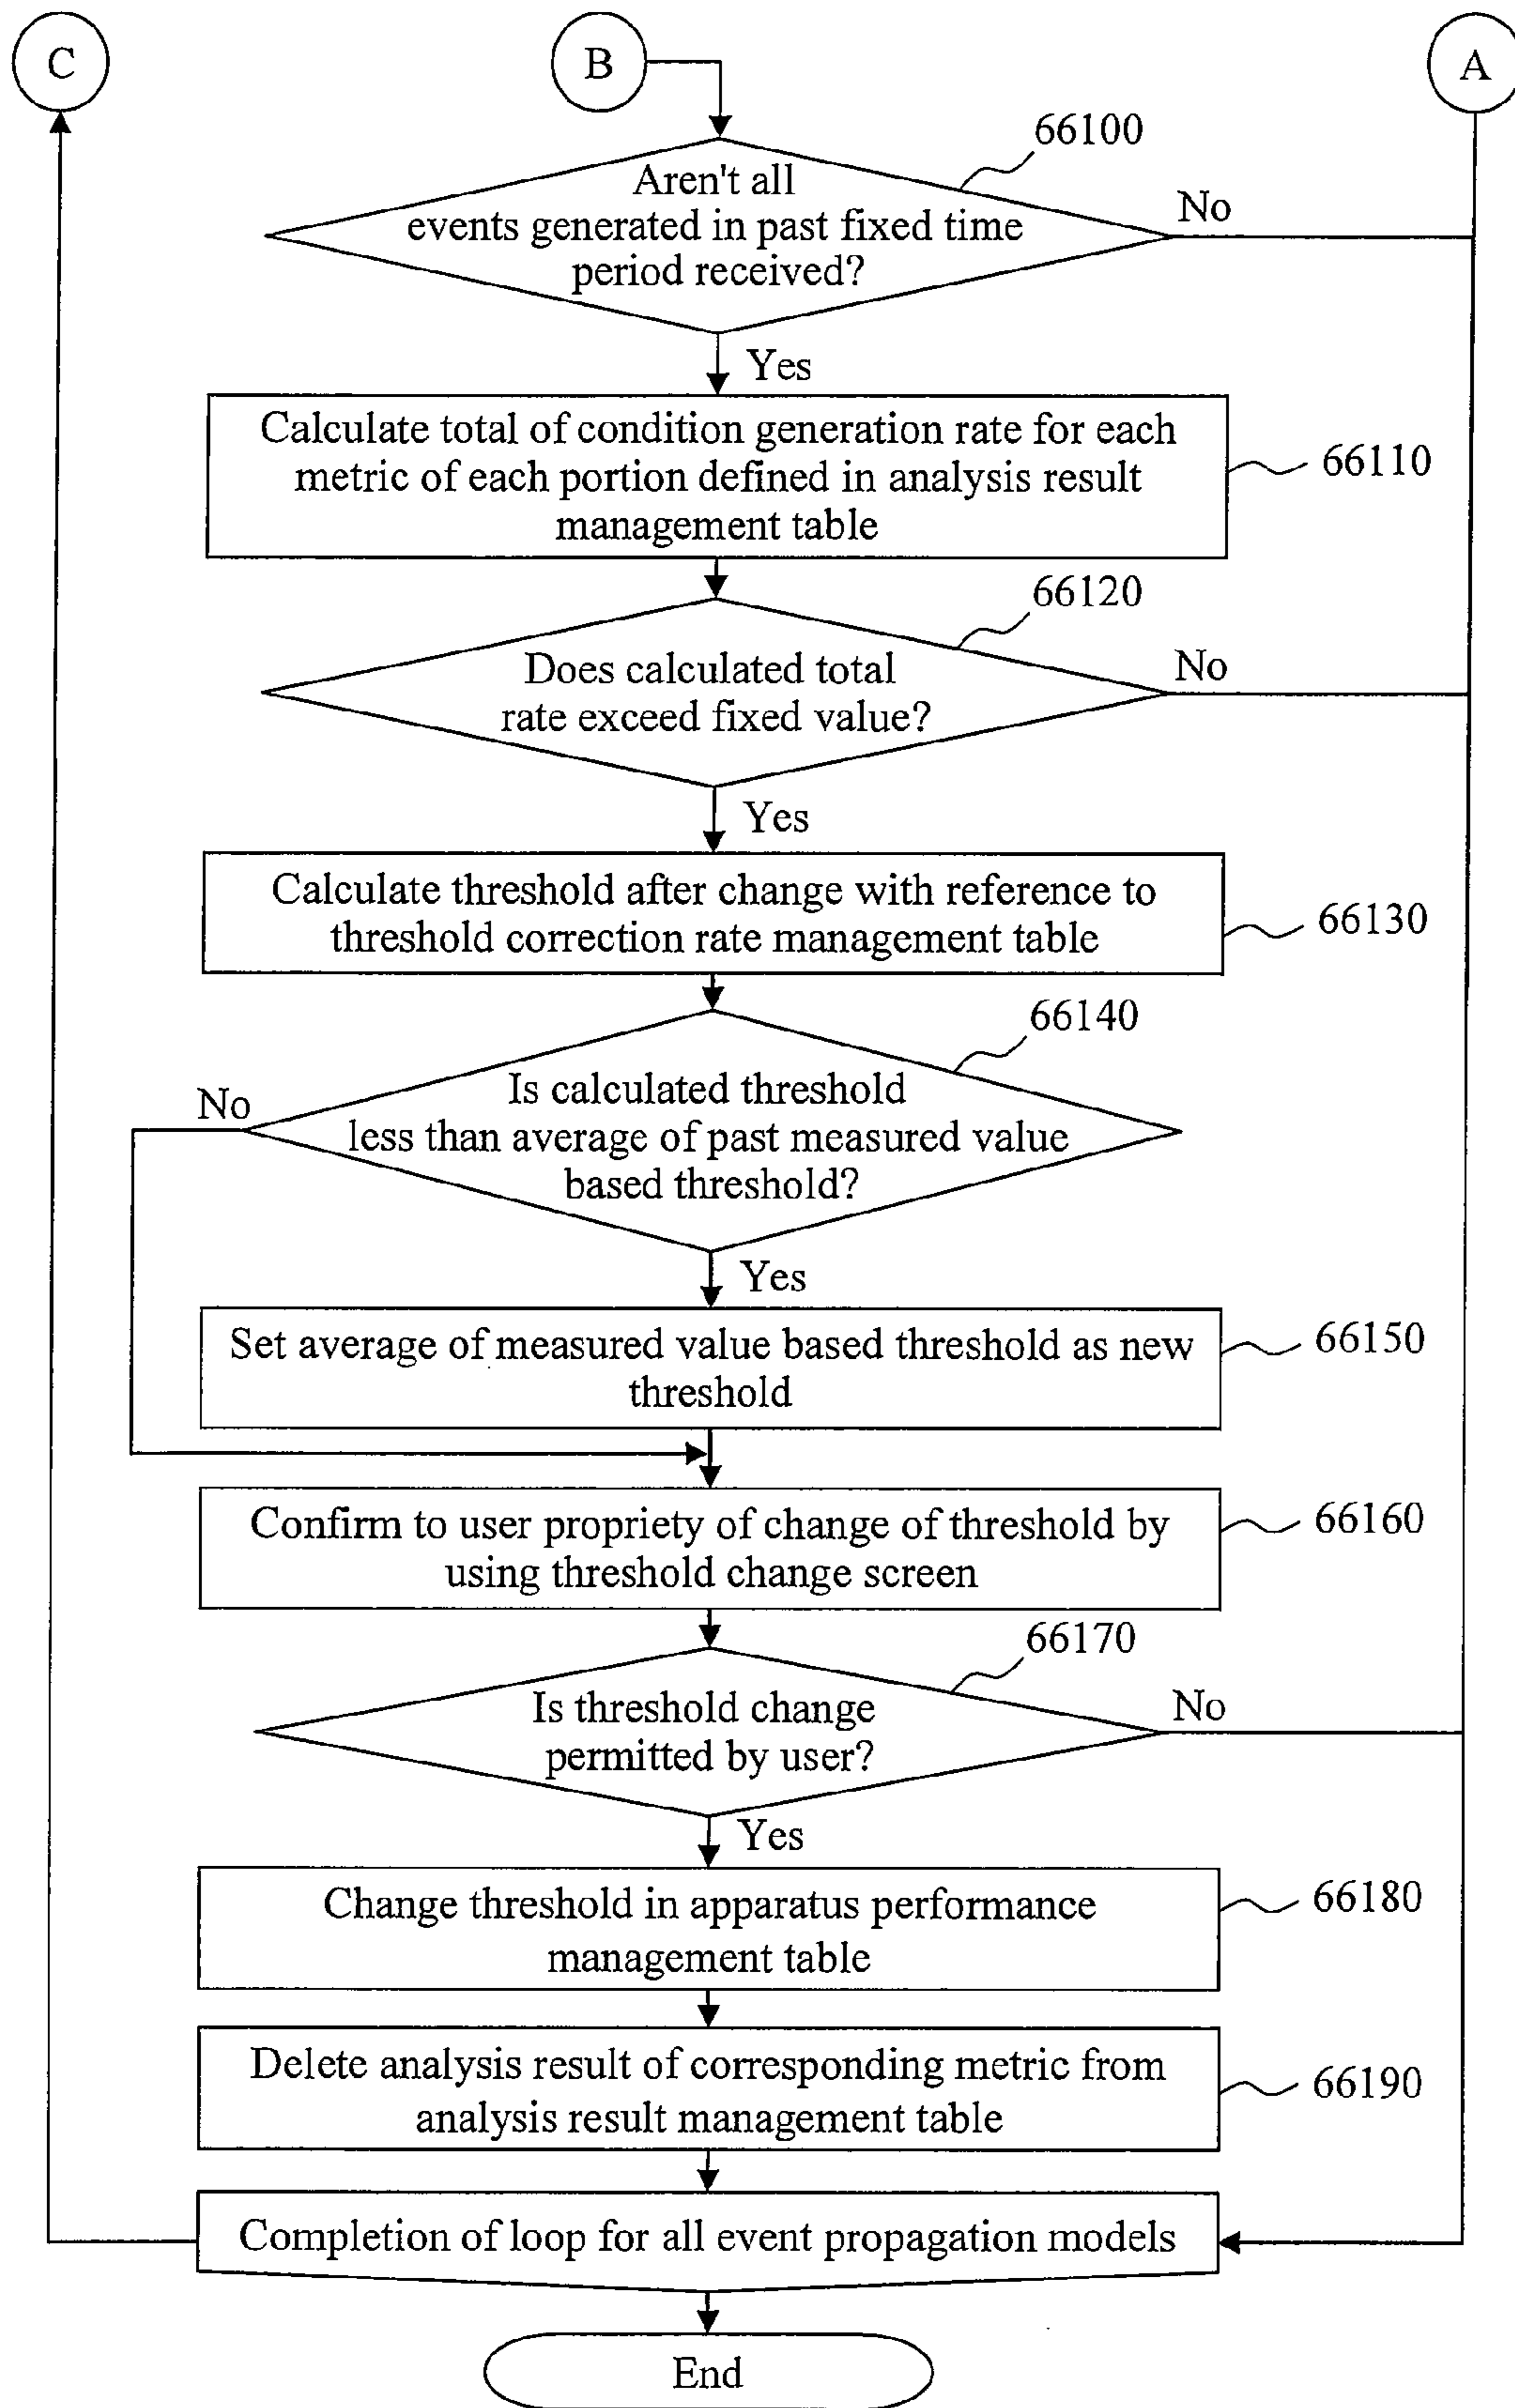 C
B
A
66100
Aren't all
events generated in past fixed time
period received?
No
Yes
Calculate total of condition generation rate for each
metric of each portion defined in analysis result
management table
66110
66120
Does calculated total
rate exceed fixed value?
No
Yes
Calculate threshold after change with reference to
threshold correction rate management table
66130
66140
Is calculated threshold
less than average of past measured value
based threshold?
No
Yes
Set average of measured value based threshold as new
threshold
66150
Confirm to user propriety of change of threshold by
using threshold change screen
66160
66170
Is threshold change
permitted by user?
No
Yes
Change threshold in apparatus performance
management table
66180
Delete analysis result of corresponding metric from
analysis result management table
66190
Completion of loop for all event propagation models
End